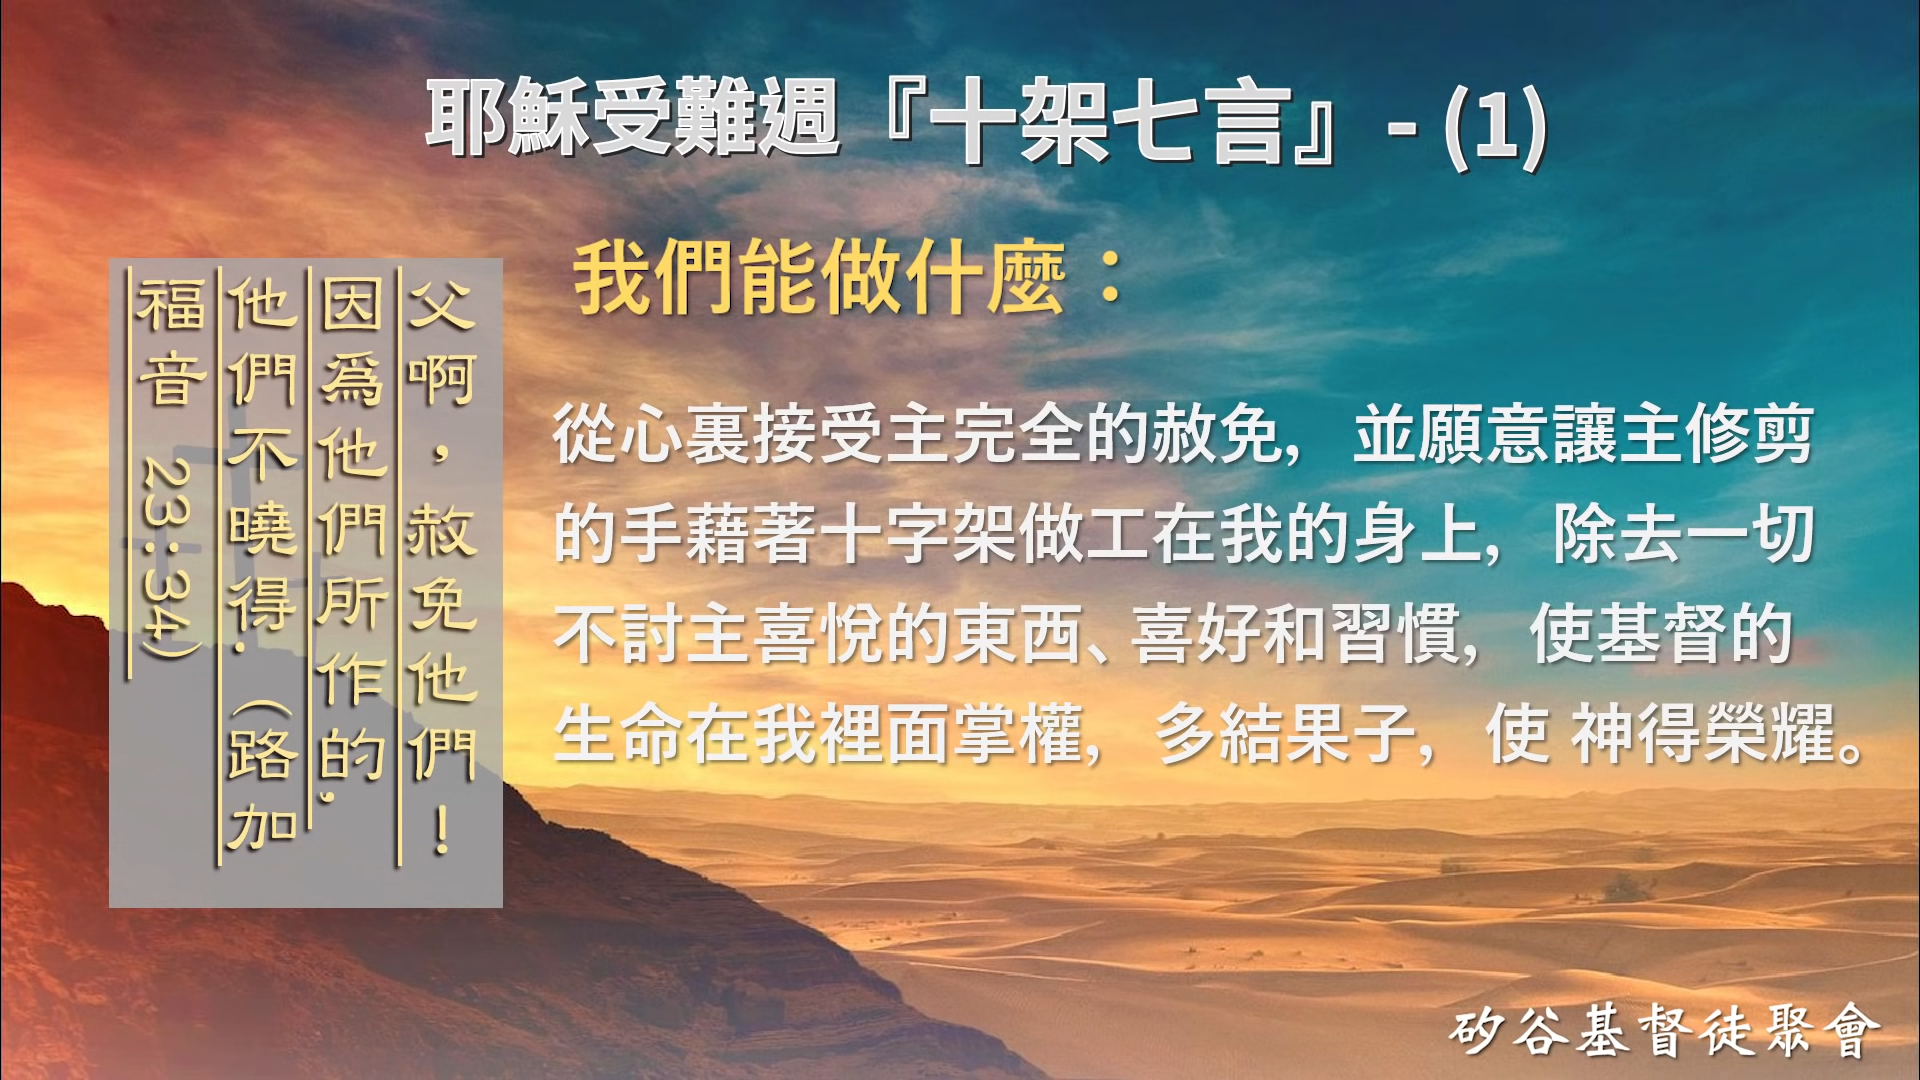 耶穌受難週『十架七言』 - (1)
父啊，赦免他們！
因爲他們所作的,
他們不曉得.（路加
福音 23:34)
我們能做什麼：
從心裏接受主完全的赦免, 並願意讓主修剪
的手藉著十字架做工在我的身上, 除去一切
不討主喜悅的東西、喜好和習慣, 使基督的
生命在我裡面掌權, 多結果子, 使 神得榮耀。
矽谷基督徒聚會